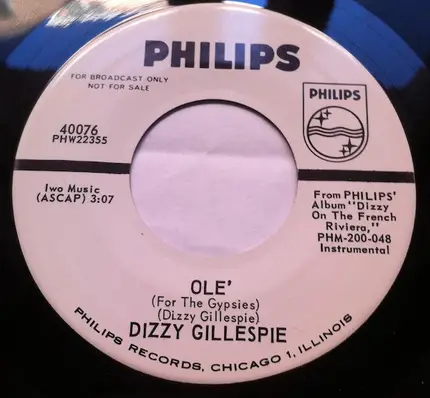 PHILIPS
FOR BROADCAST ONLY
NOT FOR SALE
PHILIPS
40076
PHW22355
Iwo Music
(ASCAP) 3:07
From PHILIPS'
Album "Dizzy
On The French
Riviera,"
PHM-200-048
Instrumental
OLE'
(For The Gypsies)
(Dizzy Gillespie)
DIZZY GILLESPIE
PHILIPS RECORDS, CHICAGO 1, ILLINOIS